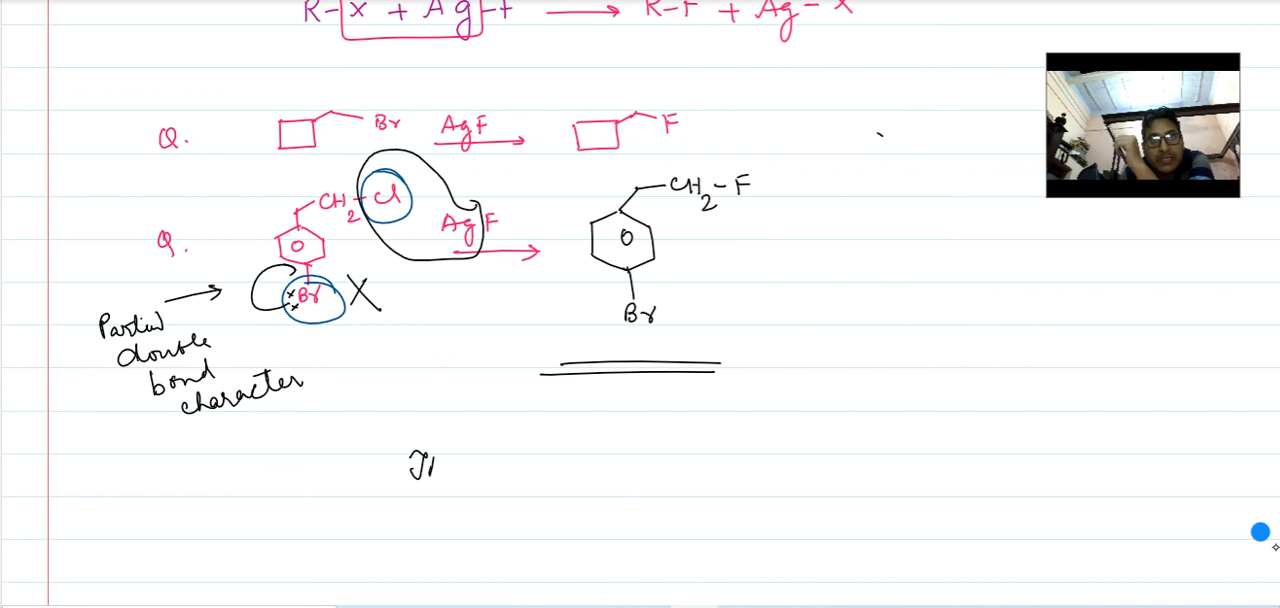 R-X + Ag-F ⟶ R-F + Ag-X
Q. Br AgF F
CH2-Cl AgF CH2-F
Q.
Br X
Br
Partial
double
bond
character